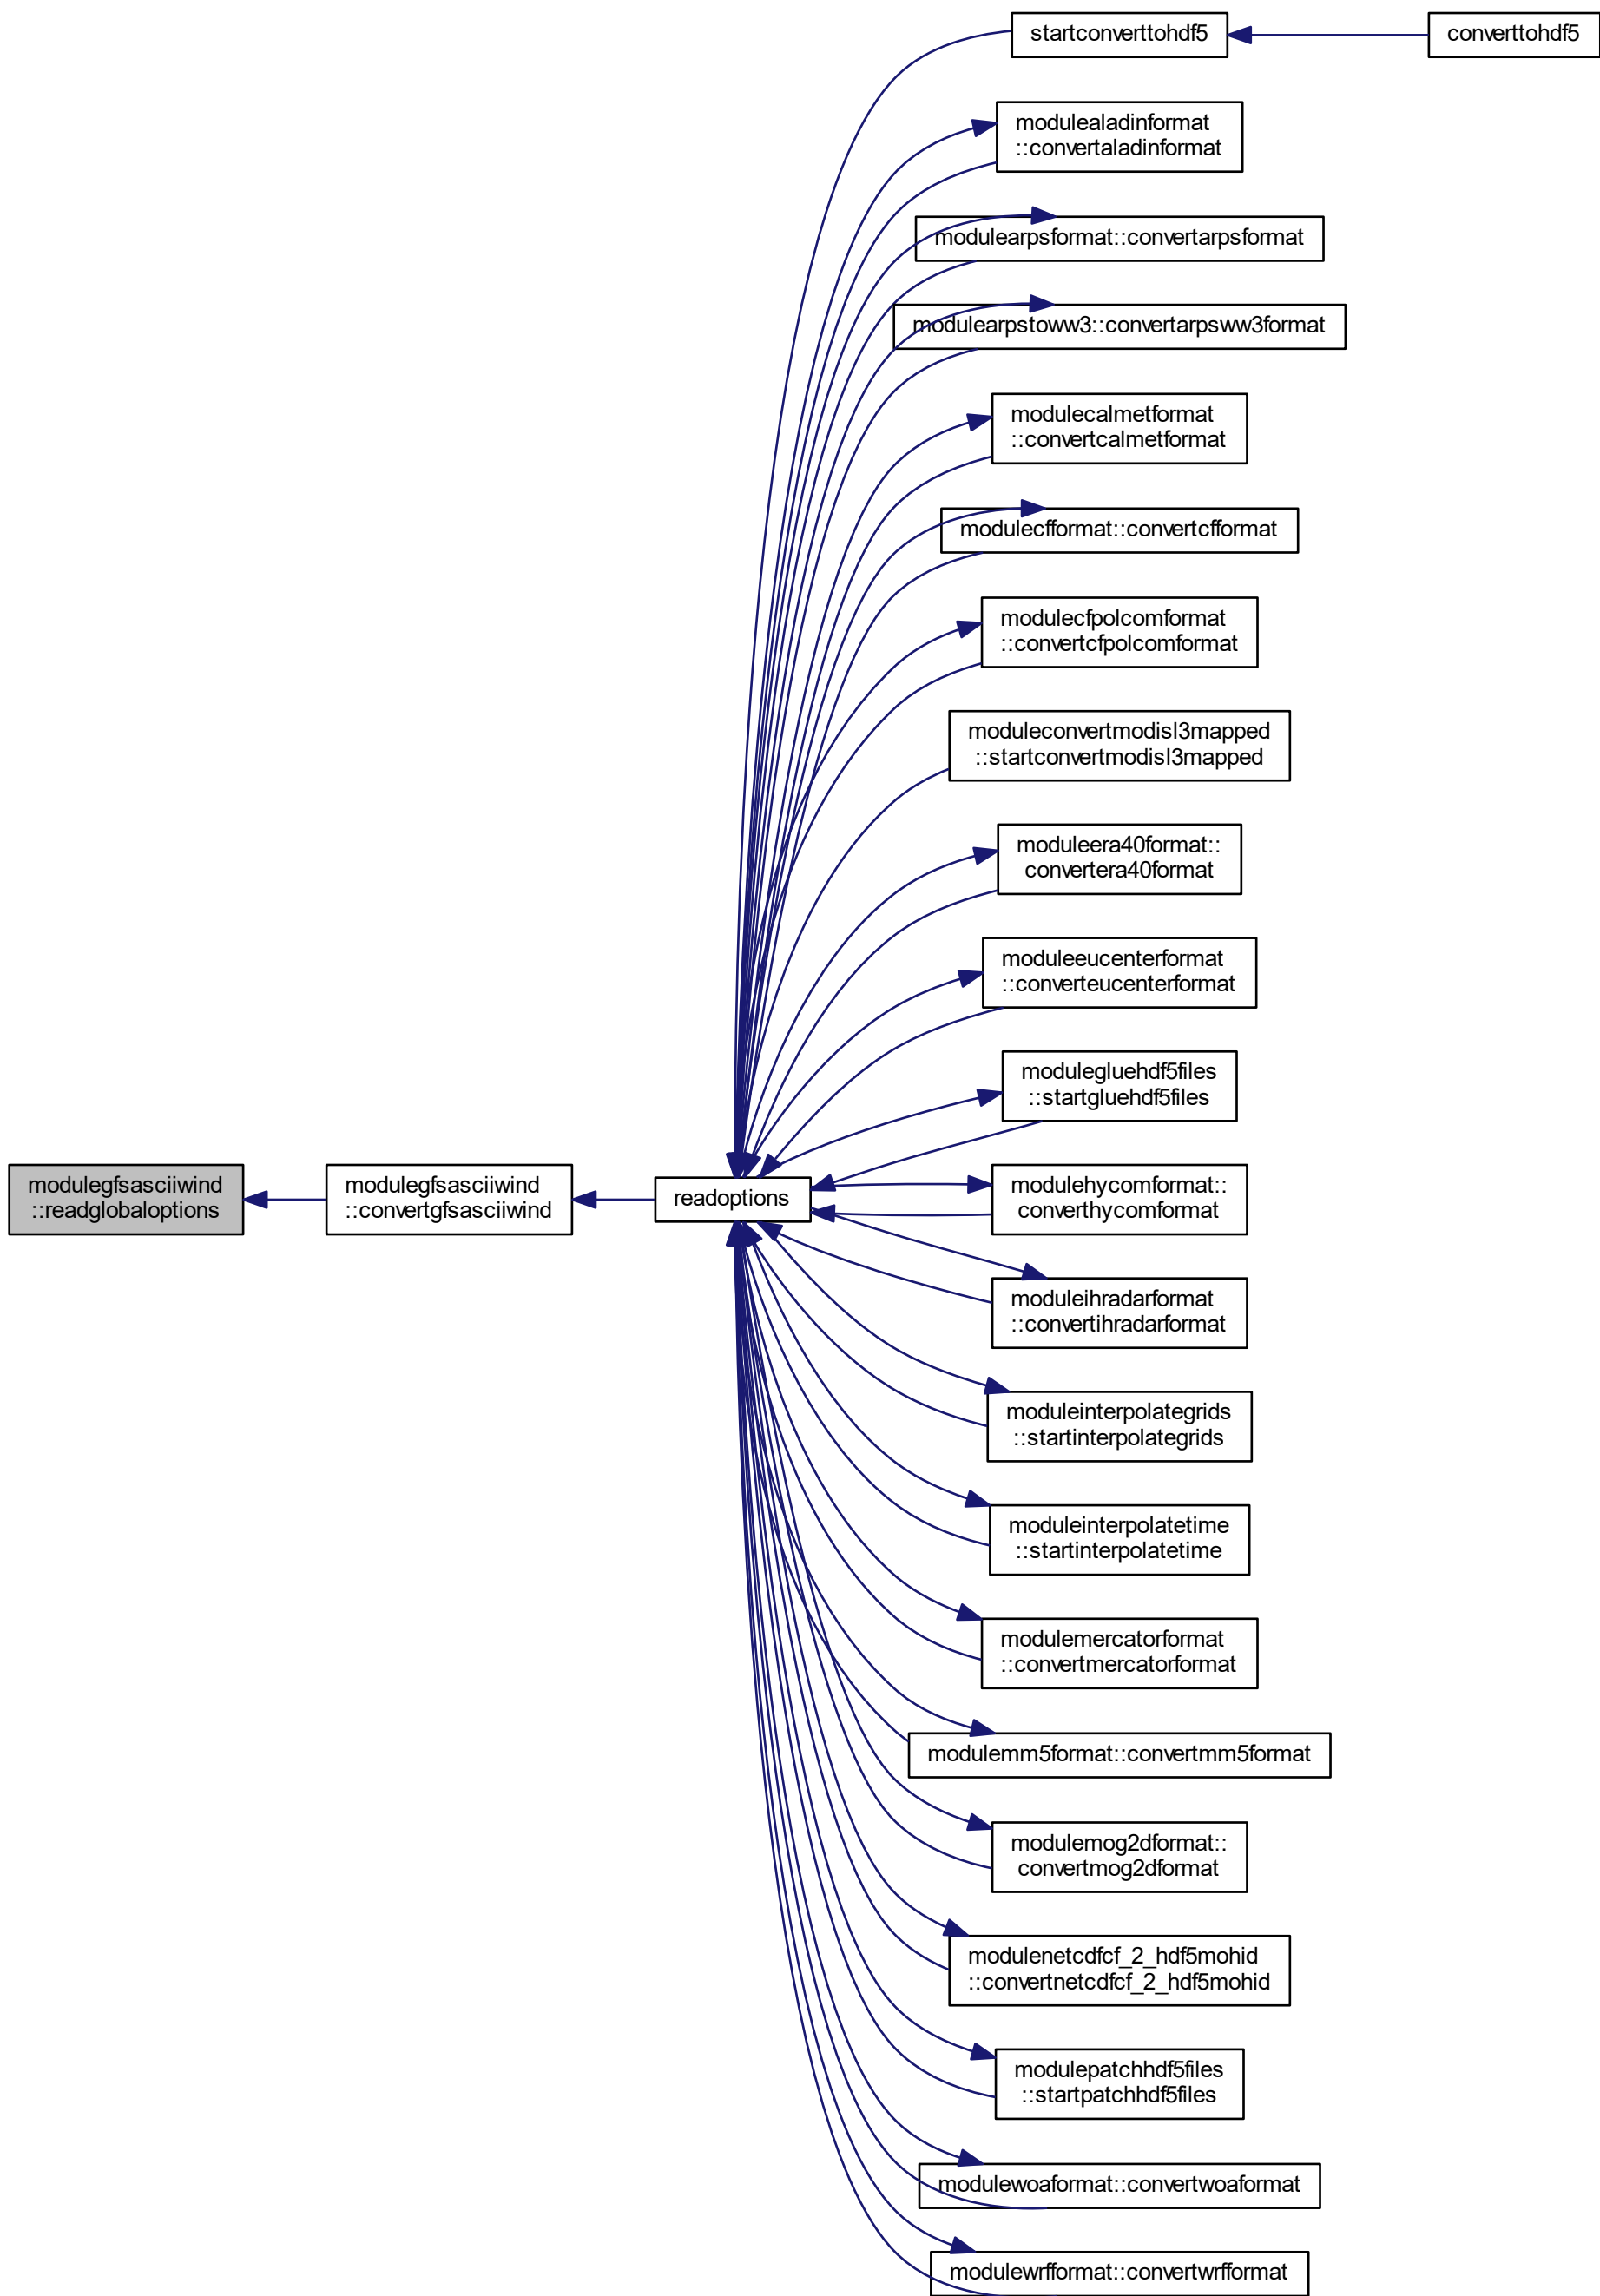 startconverttohdf5
converttohdf5
modulealadinformat
::convertaladinformat
modulearpsformat::convertarpsformat
modulearpstoww3::convertarpsww3format
modulecalmetformat
::convertcalmetformat
modulecfformat::convertcfformat
modulecfpolcomformat
::convertcfpolcomformat
moduleconvertmodisl3mapped
::startconvertmodisl3mapped
moduleera40format::
convertera40format
moduleeucenterformat
::converteucenterformat
modulegluehdf5files
::startgluehdf5files
modulegfsasciiwind
::readglobaloptions
modulegfsasciiwind
::convertgfsasciiwind
readoptions
modulehycomformat::
converthycomformat
moduleihradarformat
::convertihradarformat
moduleinterpolategrids
::startinterpolategrids
moduleinterpolatetime
::startinterpolatetime
modulemercatorformat
::convertmercatorformat
modulemm5format::convertmm5format
modulemog2dformat::
convertmog2dformat
modulenetcdfcf_2_hdf5mohid
::convertnetcdfcf_2_hdf5mohid
modulepatchhdf5files
::startpatchhdf5files
modulewoaformat::convertwoaformat
modulewrfformat::convertwrfformat